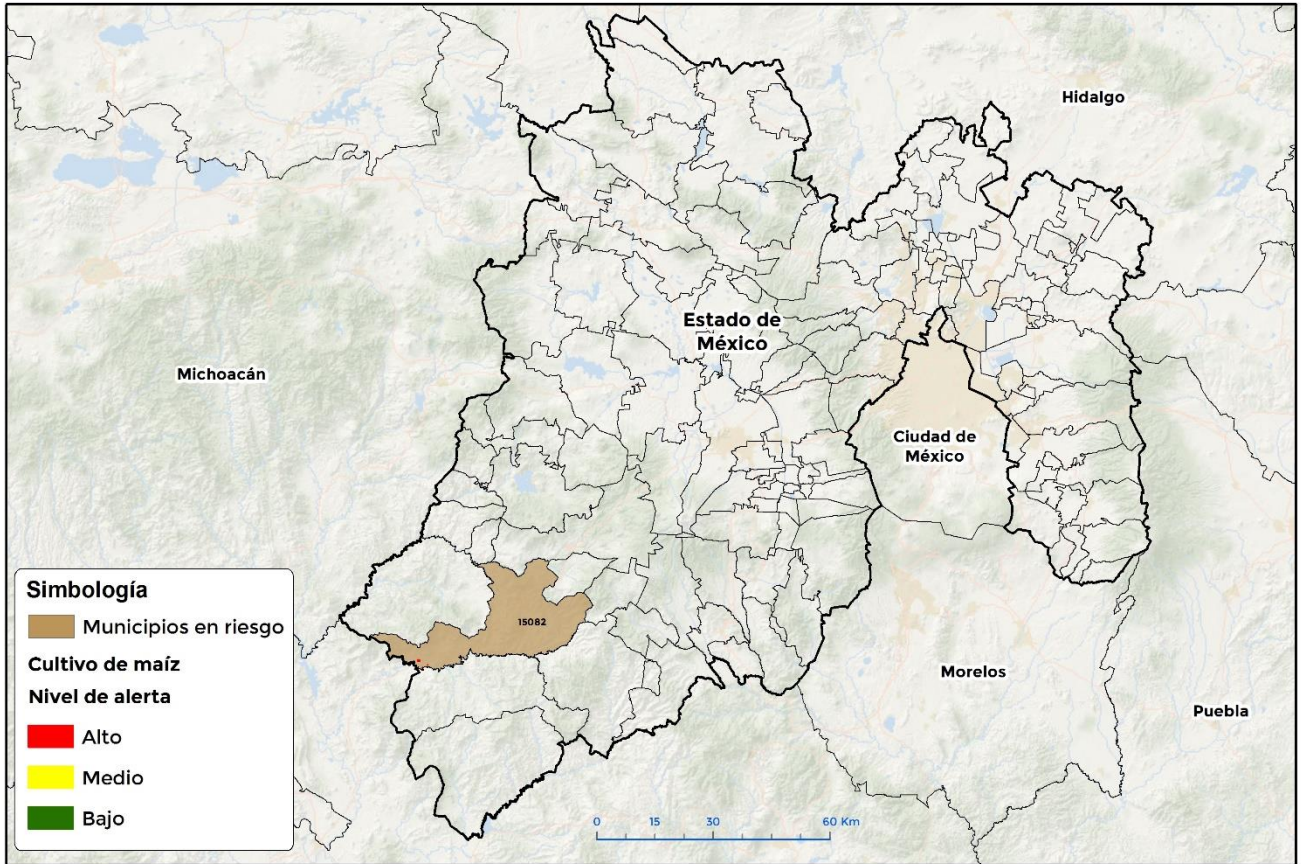 Hidalgo
Estado de
México
Michoacán
Ciudad de
México
Simbología
Municipios en riesgo
15082
Cultivo de maíz
Nivel de alerta
Morelos
Puebla
Alto
Medio
Bajo
0 15 30 60 Km